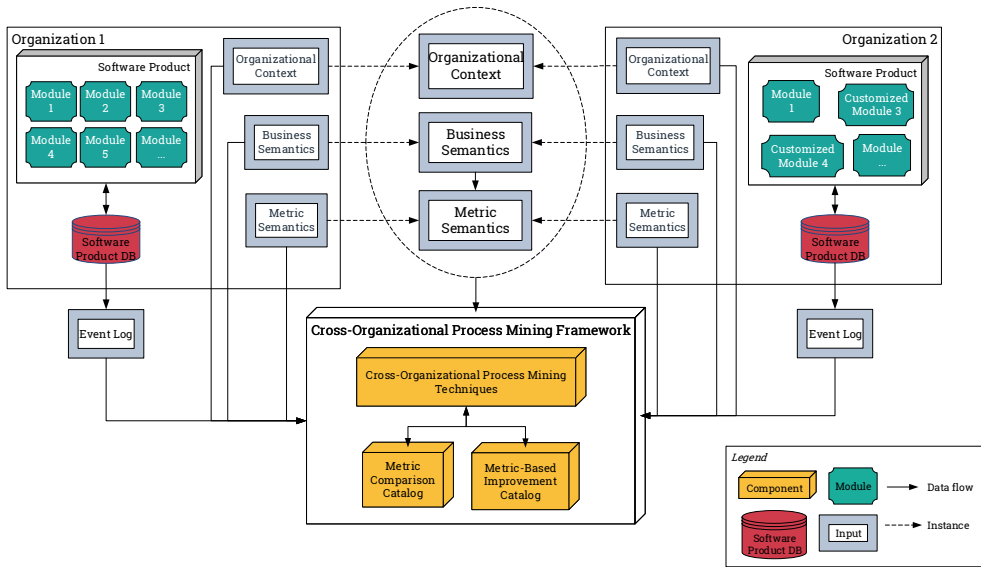 Organization 1
Software Product
Module
1
Module
2
Module
3
Module
4
Module
5
Module
...
Software
Product DB
Event Log
Organizational
Context
Business
Semantics
Metric
Semantics
Organizational
Context
Business
Semantics
Metric
Semantics
Organizational
Context
Business
Semantics
Metric
Semantics
Organization 2
Software Product
Module
1
Customized
Module 3
Customized
Module 4
Module
...
Software
Product DB
Event Log
Cross-Organizational Process Mining Framework
Cross-Organizational Process Mining
Techniques
Metric
Comparison
Catalog
Metric-Based
Improvement
Catalog
Legend
Component
Module
Data flow
Software
Product DB
Input
Instance